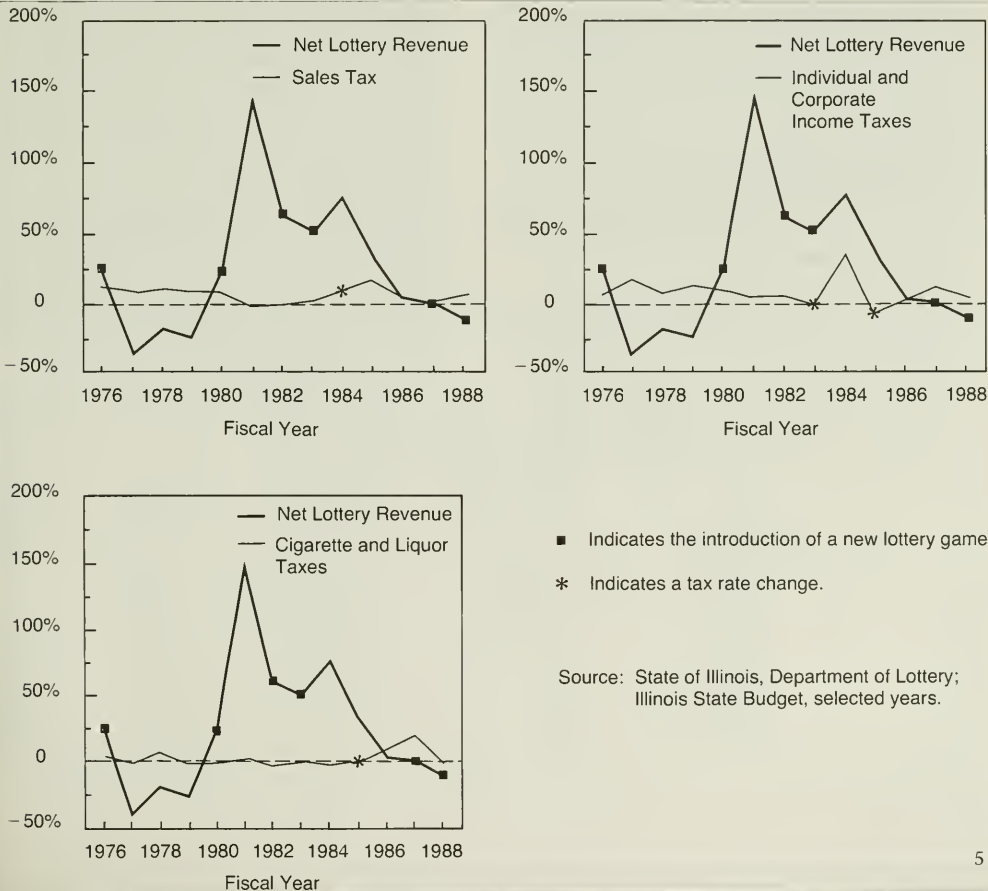 200%
150%
100%
50%
0
−50%
Net Lottery Revenue
Sales Tax
1976 1978 1980 1982 1984 1986 1988
Fiscal Year
200%
150%
100%
50%
0
−50%
Net Lottery Revenue
Individual and
Corporate
Income Taxes
1976 1978 1980 1982 1984 1986 1988
Fiscal Year
200%
150%
100%
50%
0
−50%
Net Lottery Revenue
Cigarette and Liquor
Taxes
1976 1978 1980 1982 1984 1986 1988
Fiscal Year
■ Indicates the introduction of a new lottery game
* Indicates a tax rate change.
Source: State of Illinois, Department of Lottery;
Illinois State Budget, selected years.
5